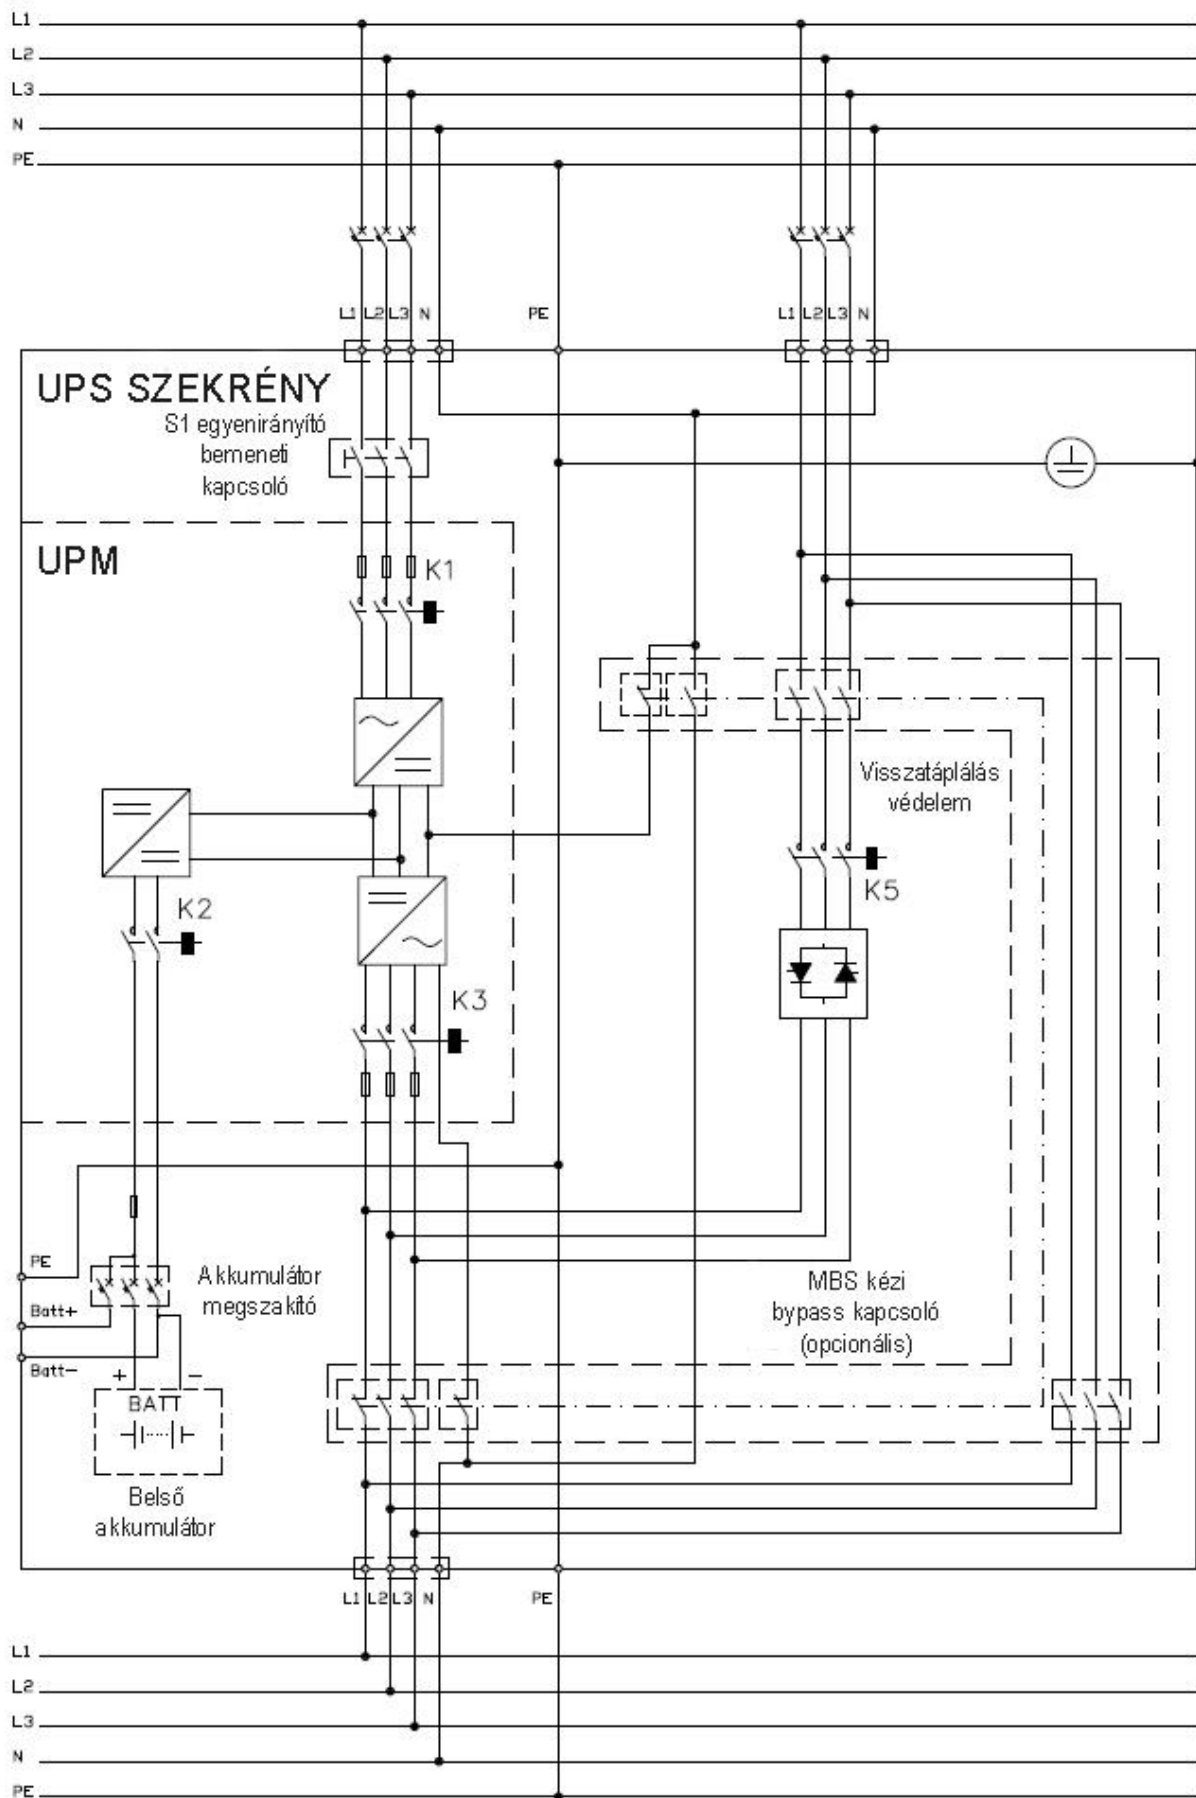 L1
L2
L3
N
PE
L1 L2 L3 N
PE
L1 L2 L3 N
UPS SZEKRÉNY
S1 egyenirányító
bemeneti
kapcsoló
UPM
K1
Visszatáplálás
védelem
K5
K2
K3
PE
Batt+
Batt-
Akkumulátor
megszakító
MBS kézi
bypass kapcsoló
(opcionális)
+ -
BATT
Belső
akkumulátor
L1 L2 L3 N
PE
L1
L2
L3
N
PE